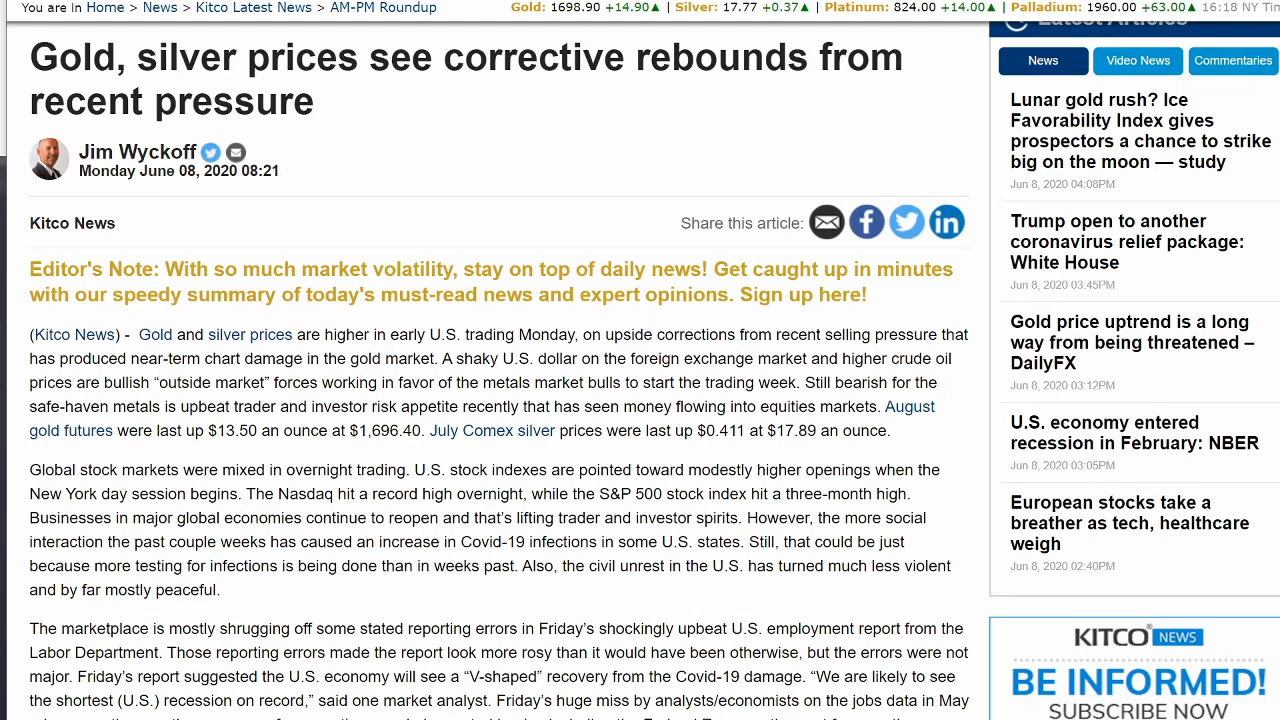 You are in Home > News > Kitco Latest News > AM-PM Roundup
Gold: 1698.90 +14.90▲ | Silver: 17.77 +0.37▲ | Platinum: 824.00 +14.00▲ | Palladium: 1960.00 +63.00▲ 16:18 NY
Gold, silver prices see corrective rebounds from
recent pressure
Jim Wyckoff
Monday June 08, 2020 08:21
Kitco News
Share this article:
Editor's Note: With so much market volatility, stay on top of daily news! Get caught up in minutes
with our speedy summary of today's must-read news and expert opinions. Sign up here!
(Kitco News) - Gold and silver prices are higher in early U.S. trading Monday, on upside corrections from recent selling pressure that
has produced near-term chart damage in the gold market. A shaky U.S. dollar on the foreign exchange market and higher crude oil
prices are bullish “outside market” forces working in favor of the metals market bulls to start the trading week. Still bearish for the
safe-haven metals is upbeat trader and investor risk appetite recently that has seen money flowing into equities markets. August
gold futures were last up $13.50 an ounce at $1,696.40. July Comex silver prices were last up $0.411 at $17.89 an ounce.
Global stock markets were mixed in overnight trading. U.S. stock indexes are pointed toward modestly higher openings when the
New York day session begins. The Nasdaq hit a record high overnight, while the S&P 500 stock index hit a three-month high.
Businesses in major global economies continue to reopen and that’s lifting trader and investor spirits. However, the more social
interaction the past couple weeks has caused an increase in Covid-19 infections in some U.S. states. Still, that could be just
because more testing for infections is being done than in weeks past. Also, the civil unrest in the U.S. has turned much less violent
and by far mostly peaceful.
The marketplace is mostly shrugging off some stated reporting errors in Friday’s shockingly upbeat U.S. employment report from the
Labor Department. Those reporting errors made the report look more rosy than it would have been otherwise, but the errors were not
major. Friday’s report suggested the U.S. economy will see a “V-shaped” recovery from the Covid-19 damage. “We are likely to see
the shortest (U.S.) recession on record,” said one market analyst. Friday’s huge miss by analysts/economists on the jobs data in May
Latest Articles
News
Video News
Commentaries
Lunar gold rush? Ice
Favorability Index gives
prospectors a chance to strike
big on the moon — study
Jun 8, 2020 04:08PM
Trump open to another
coronavirus relief package:
White House
Jun 8, 2020 03:45PM
Gold price uptrend is a long
way from being threatened –
DailyFX
Jun 8, 2020 03:12PM
U.S. economy entered
recession in February: NBER
Jun 8, 2020 03:05PM
European stocks take a
breather as tech, healthcare
weigh
Jun 8, 2020 02:40PM
KITCO® NEWS
BE INFORMED!
SUBSCRIBE NOW